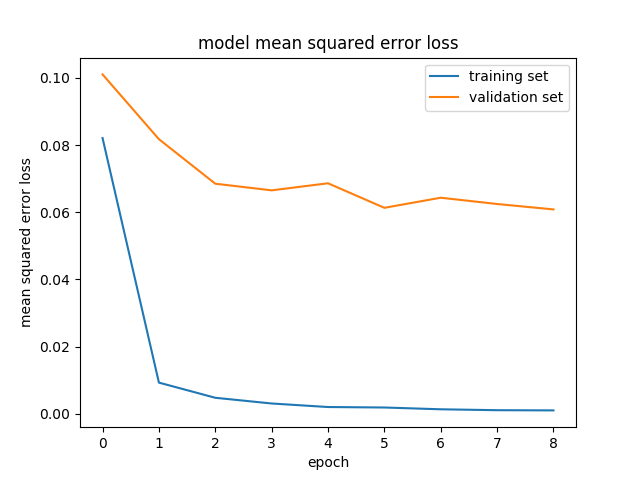 model mean squared error loss
training set
validation set
0.10
0.08
0.06
0.04
0.02
0.00
mean squared error loss
0 1 2 3 4 5 6 7 8
epoch